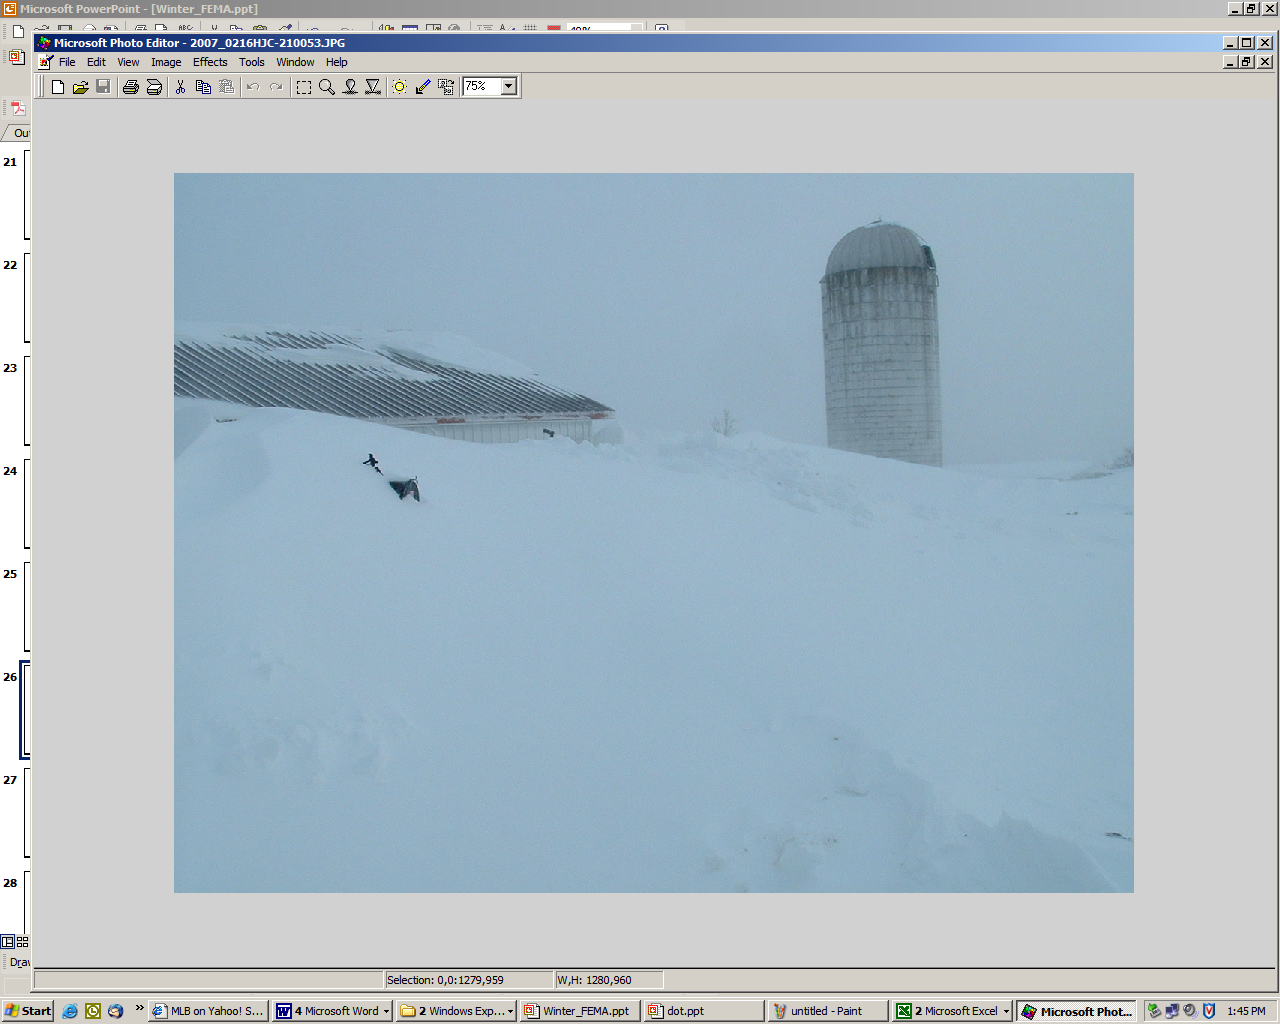 Microsoft PowerPoint - [Winter_FEMA.ppt]
Microsoft Photo Editor - 2007_0216HJC-210053.JPG
File Edit View Image Effects Tools Window Help
75%
Ou
21
22
23
24
25
26
27
28
Dra
Selection: 0,0:1279,959 W,H: 1280,960
Start » MLB on Yahoo! S... 4 Microsoft Word 2 Windows Exp... Winter_FEMA.ppt dot.ppt untitled - Paint 2 Microsoft Excel Microsoft Phot... 1:45 PM